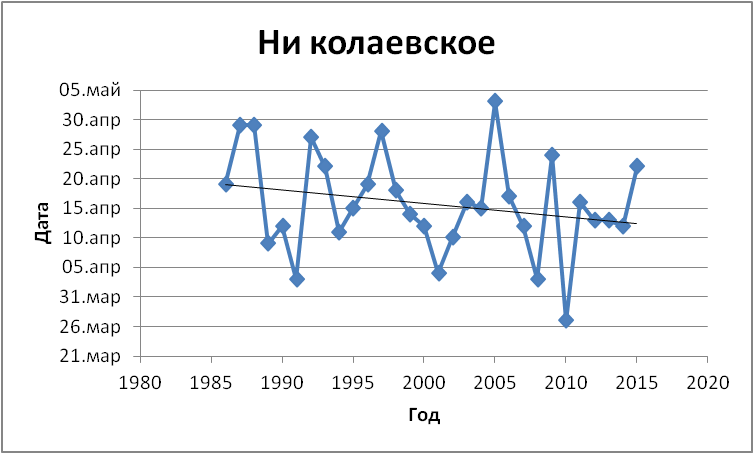 Ни колаевское
05.май
30.апр
25.апр
20.апр
15.апр
10.апр
05.апр
31.мар
26.мар
21.мар
Дата
1980 1985 1990 1995 2000 2005 2010 2015 2020
Год